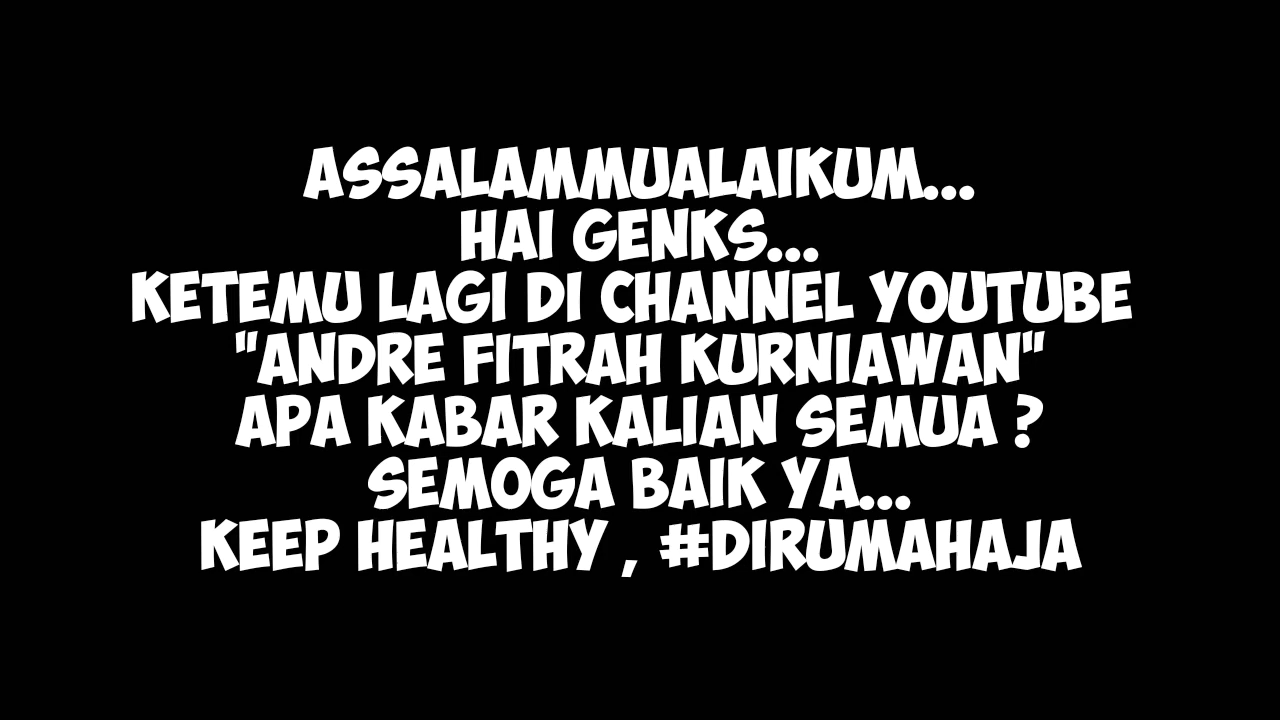 ASSALAMMUALAIKUM...
HAI GENKS...
KETEMU LAGI DI CHANNEL YOUTUBE
"ANDRE FITRAH KURNIAWAN"
APA KABAR KALIAN SEMUA ?
SEMOGA BAIK YA...
KEEP HEALTHY , #DIRUMAHAJA